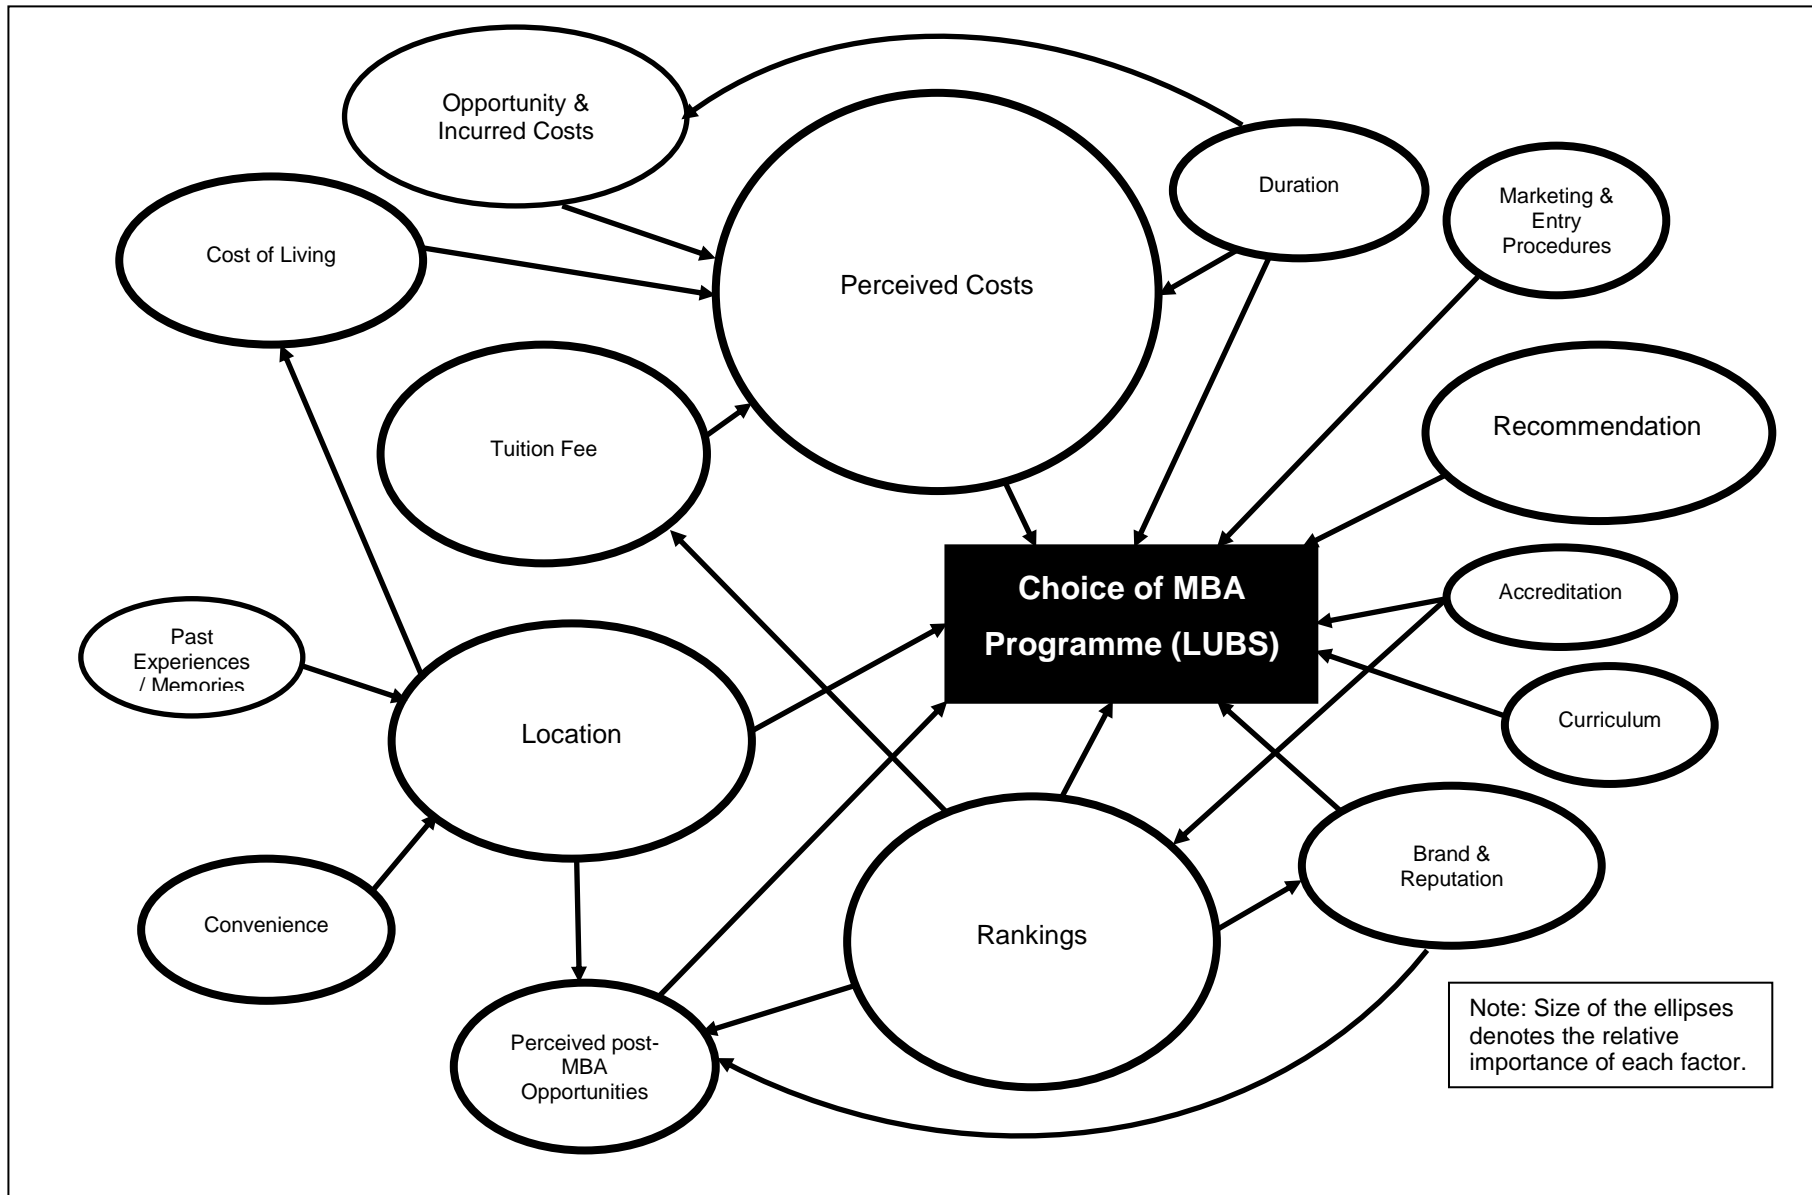 Opportunity &
Incurred Costs
Duration
Marketing &
Entry
Procedures
Cost of Living
Perceived Costs
Tuition Fee
Recommendation
Choice of MBA
Programme (LUBS)
Accreditation
Past
Experiences
/ Memories
Location
Curriculum
Brand &
Reputation
Convenience
Rankings
Perceived post-
MBA
Opportunities
Note: Size of the ellipses
denotes the relative
importance of each factor.